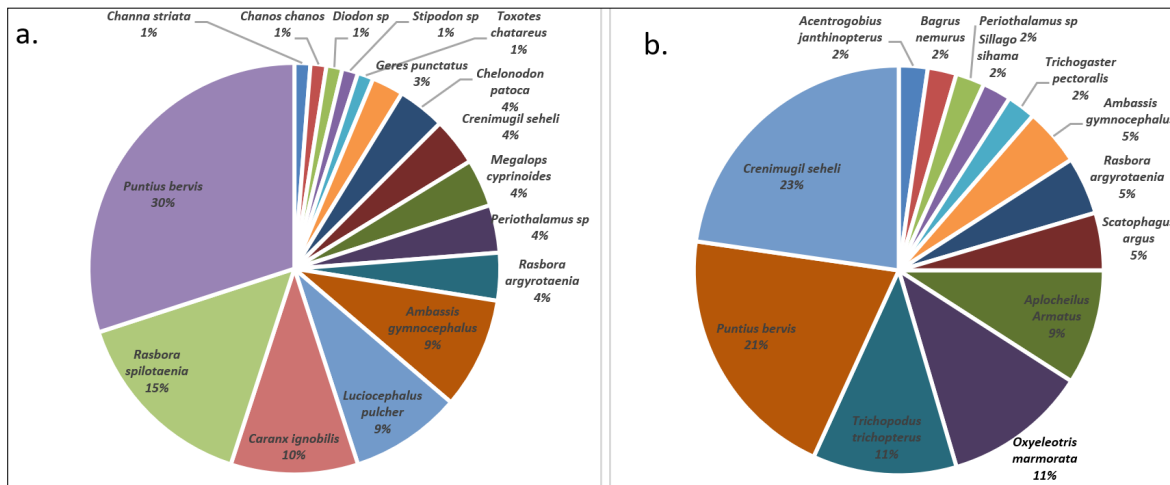 a.
Channa striata
1%
Chanos chanos
1%
Diodon sp
1%
Stipodon sp
1%
Toxotes
chatareus
1%
Geres punctatus
3%
Chelonodon
patoca
4%
Crenimugil seheli
4%
Megalops
cyprinoides
4%
Periothalamus sp
4%
Rasbora
argyrotaenia
4%
Ambassis
gymnocephalus
9%
Luciocephalus
pulcher
9%
Caranx ignobilis
10%
Rasbora
spilotaenia
15%
Puntius bervis
30%
b.
Acentrogobius
janthinopterus
2%
Bagrus
nemurus
2%
Periothalamus sp
2%
Sillago
sihama
2%
Trichogaster
pectoralis
2%
Ambassis
gymnocephalus
5%
Rasbora
argyrotaenia
5%
Scatophagus
argus
5%
Aplocheilus
Armatus
9%
Oxyeleotris
marmorata
11%
Trichopodus
trichopterus
11%
Puntius bervis
21%
Crenimugil seheli
23%